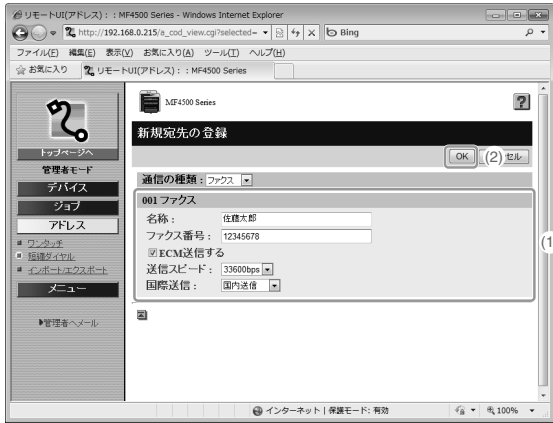 リモートUI(アドレス)：：MF4500 Series - Windows Internet Explorer
http://192.168.0.215/a_cod_view.cgi?selected=
Bing
ファイル(F) 編集(E) 表示(V) お気に入り(A) ツール(T) ヘルプ(H)
お気に入り
リモートUI(アドレス)：：MF4500 Series
MF4500 Series
?
トップページへ
新規宛先の登録
OK
(2)
セル
管理者モード
デバイス
ジョブ
アドレス
ワンタッチ
短縮ダイヤル
インポート/エクスポート
メニュー
管理者へメール
通信の種類：ファクス
001 ファクス
名称： 佐藤太郎
ファクス番号： 12345678
ECM送信する
送信スピード： 33600bps
国際送信： 国内送信
(1
インターネット | 保護モード: 有効
100%